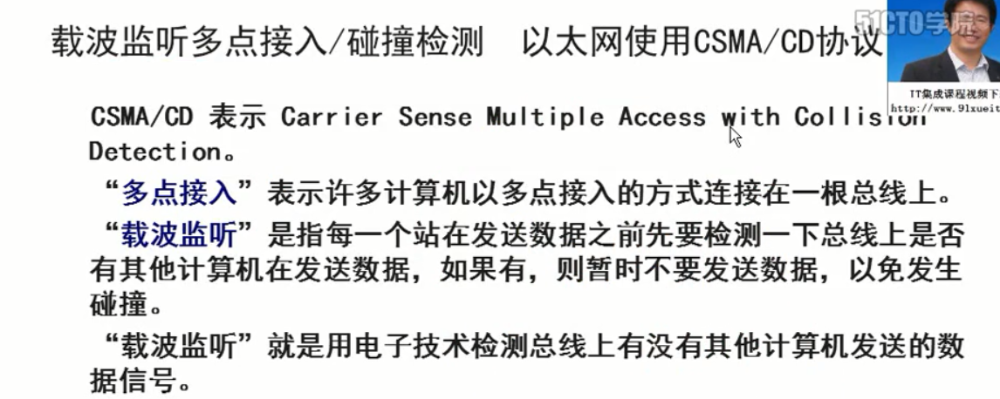 载波监听多点接入/碰撞检测 以太网使用CSMA/CD协议
51CTO学院
IT集成课程视频下
http://www.91xueit
CSMA/CD 表示 Carrier Sense Multiple Access with Collision
Detection。
“多点接入”表示许多计算机以多点接入的方式连接在一根总线上。
“载波监听”是指每一个站在发送数据之前先要检测一下总线上是否
有其他计算机在发送数据，如果有，则暂时不要发送数据，以免发生
碰撞。
“载波监听”就是用电子技术检测总线上有没有其他计算机发送的数
据信号。